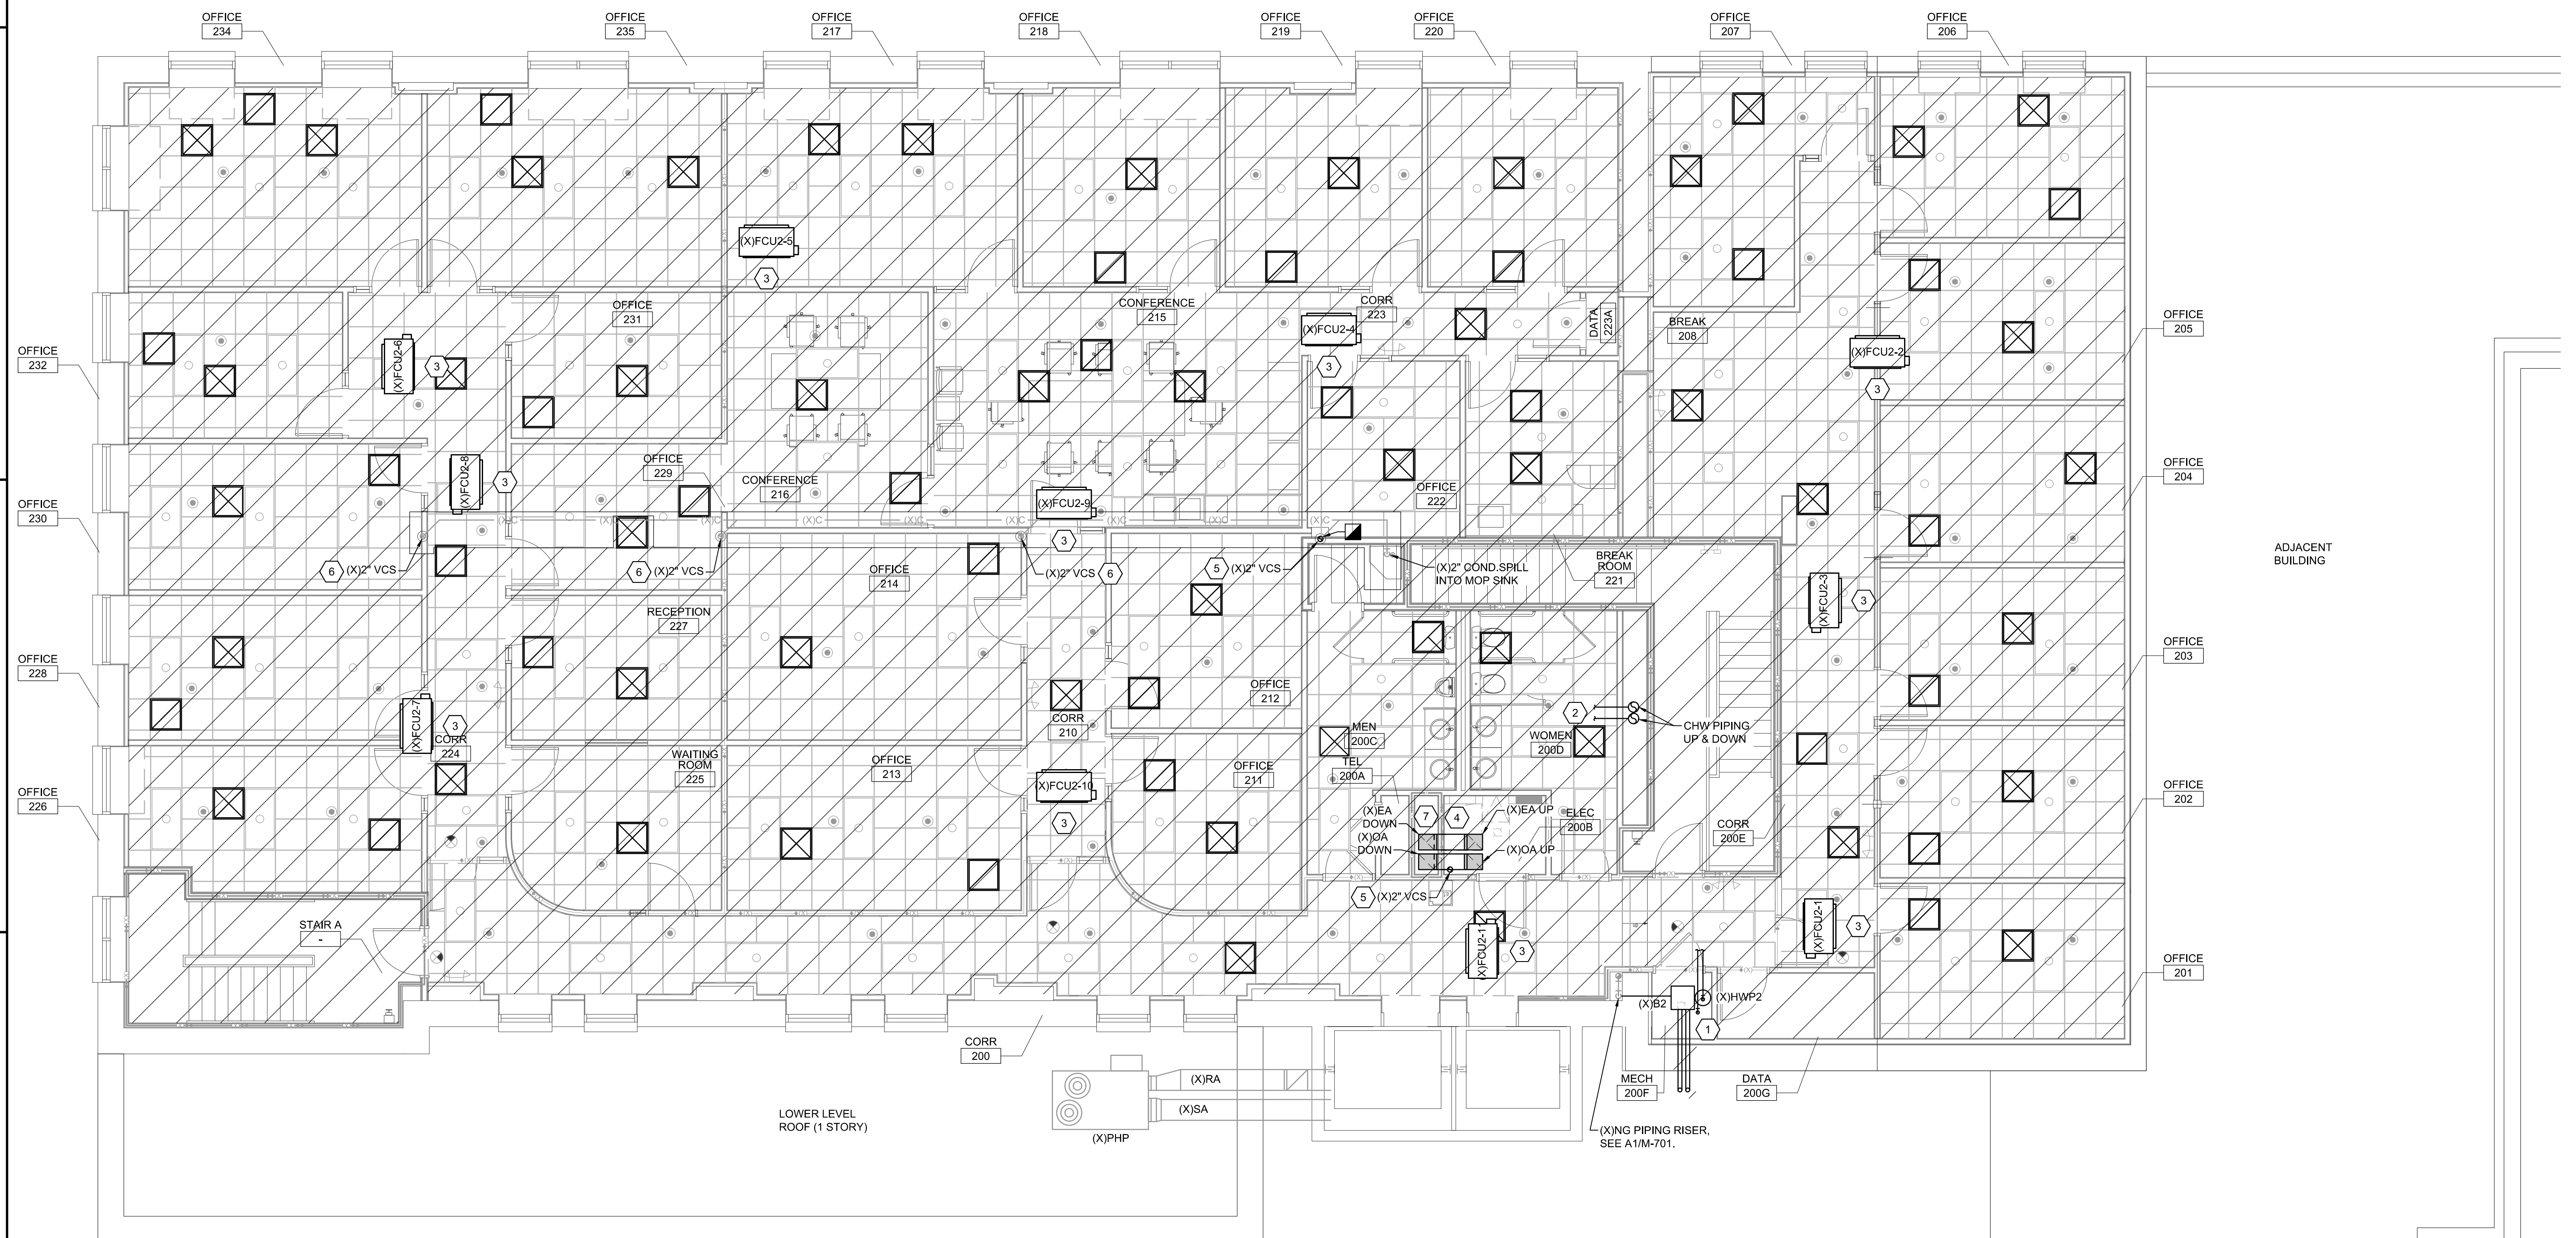 OFFICE
234
OFFICE
235
OFFICE
217
OFFICE
218
OFFICE
219
OFFICE
220
OFFICE
207
OFFICE
206
(X)FCU2-5
3
OFFICE
231
CONFERENCE
215
CORR
223
(X)FCU2-4
3
DATA
223A
BREAK
208
OFFICE
205
(X)FCU2-2
3
OFFICE
232
(X)FCU2-6
3
OFFICE
229
CONFERENCE
216
(X)FCU2-8
3
(X)FCU2-9
3
OFFICE
222
OFFICE
204
OFFICE
230
(X)C
(X)C
(X)C
(X)C
(X)C
(X)C
(X)C
(X)C
(X)C
6
(X)2" VCS
6
(X)2" VCS
(X)2" VCS
6
5
(X)2" VCS
(X)2" COND.SPILL
INTO MOP SINK
BREAK
ROOM
221
ADJACENT
BUILDING
OFFICE
214
RECEPTION
227
(X)FCU2-3
3
OFFICE
203
OFFICE
228
OFFICE
212
(X)FCU2-7
3
CORR
224
CORR
210
MEN
200C
WOMEN
200D
2
CHW PIPING
UP & DOWN
WAITING
ROOM
225
OFFICE
213
(X)FCU2-10
3
OFFICE
211
TEL
200A
OFFICE
226
OFFICE
202
(X)EA
DOWN
(X)OA
DOWN
7
4
(X)EA UP
(X)OA UP
ELEC
200B
CORR
200E
5
(X)2" VCS
STAIR A
-
(X)FCU2-11
3
(X)FCU2-1
3
OFFICE
201
(X)B2
(X)HWP2
1
CORR
200
MECH
200F
DATA
200G
(X)RA
(X)SA
(X)PHP
LOWER LEVEL
ROOF (1 STORY)
(X)NG PIPING RISER,
SEE A1/M-701.